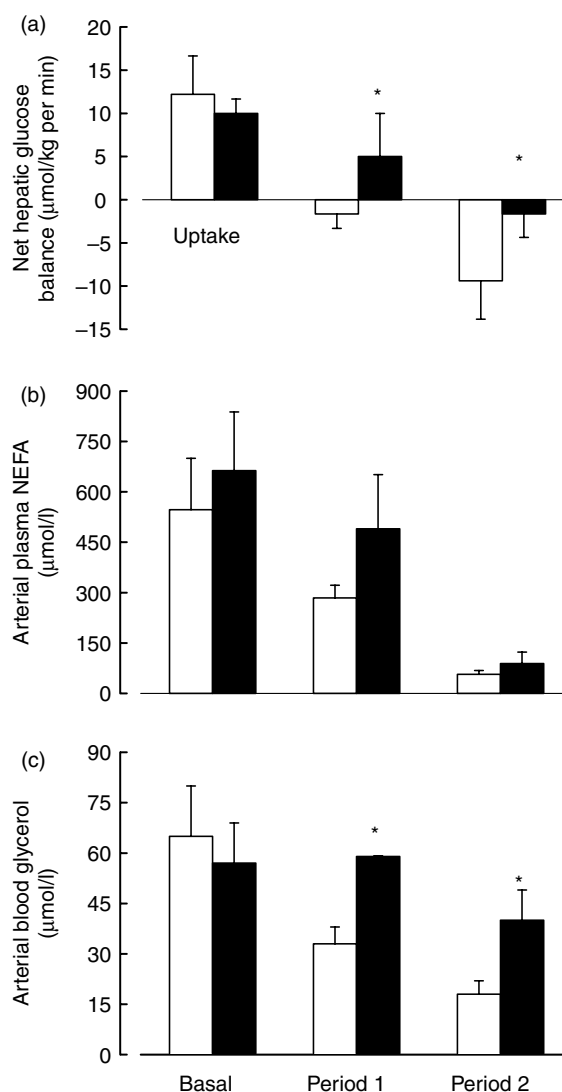 (a)
Net hepatic glucose
balance (μmol/kg per min)
20
15
10
5
0
−5
−10
−15
Uptake
*
*
(b)
Arterial plasma NEFA
(μmol/l)
900
750
600
450
300
150
0
(c)
Arterial blood glycerol
(μmol/l)
90
75
60
45
30
15
0
*
*
Basal Period 1 Period 2